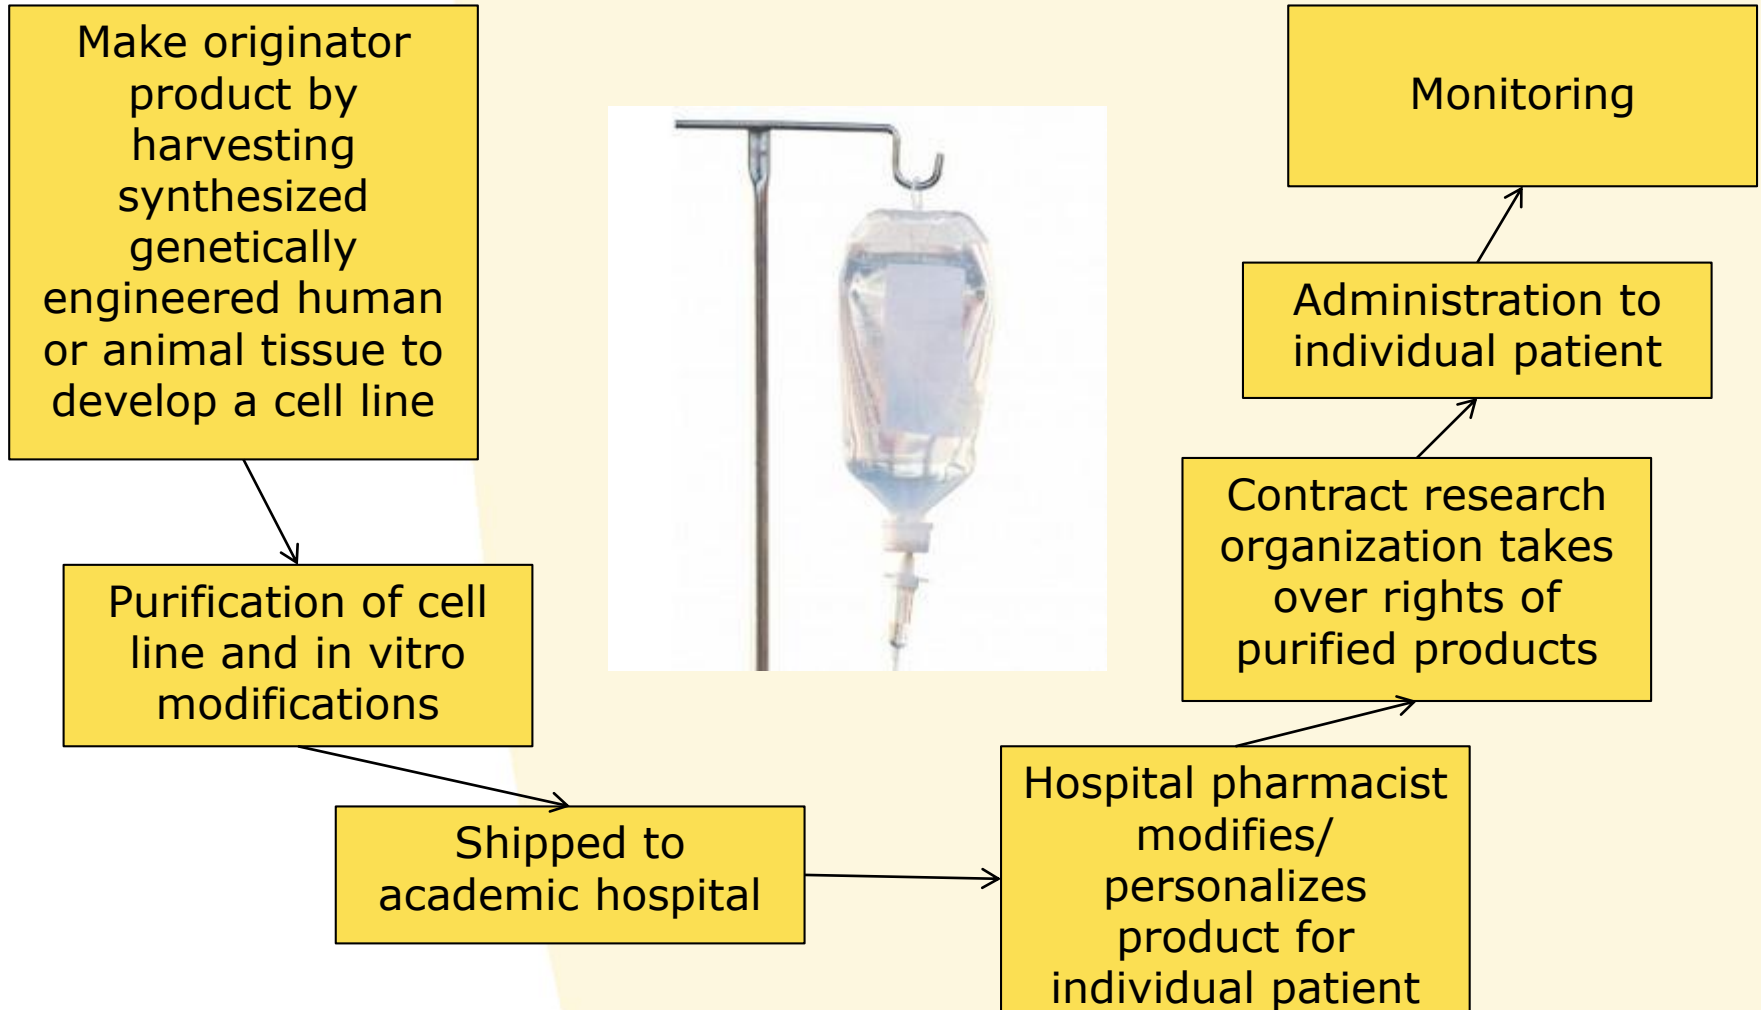 Make originator
product by
harvesting
synthesized
genetically
engineered human
or animal tissue to
develop a cell line
Purification of cell
line and in vitro
modifications
Shipped to
academic hospital
Hospital pharmacist
modifies/
personalizes
product for
individual patient
Contract research
organization takes
over rights of
purified products
Administration to
individual patient
Monitoring